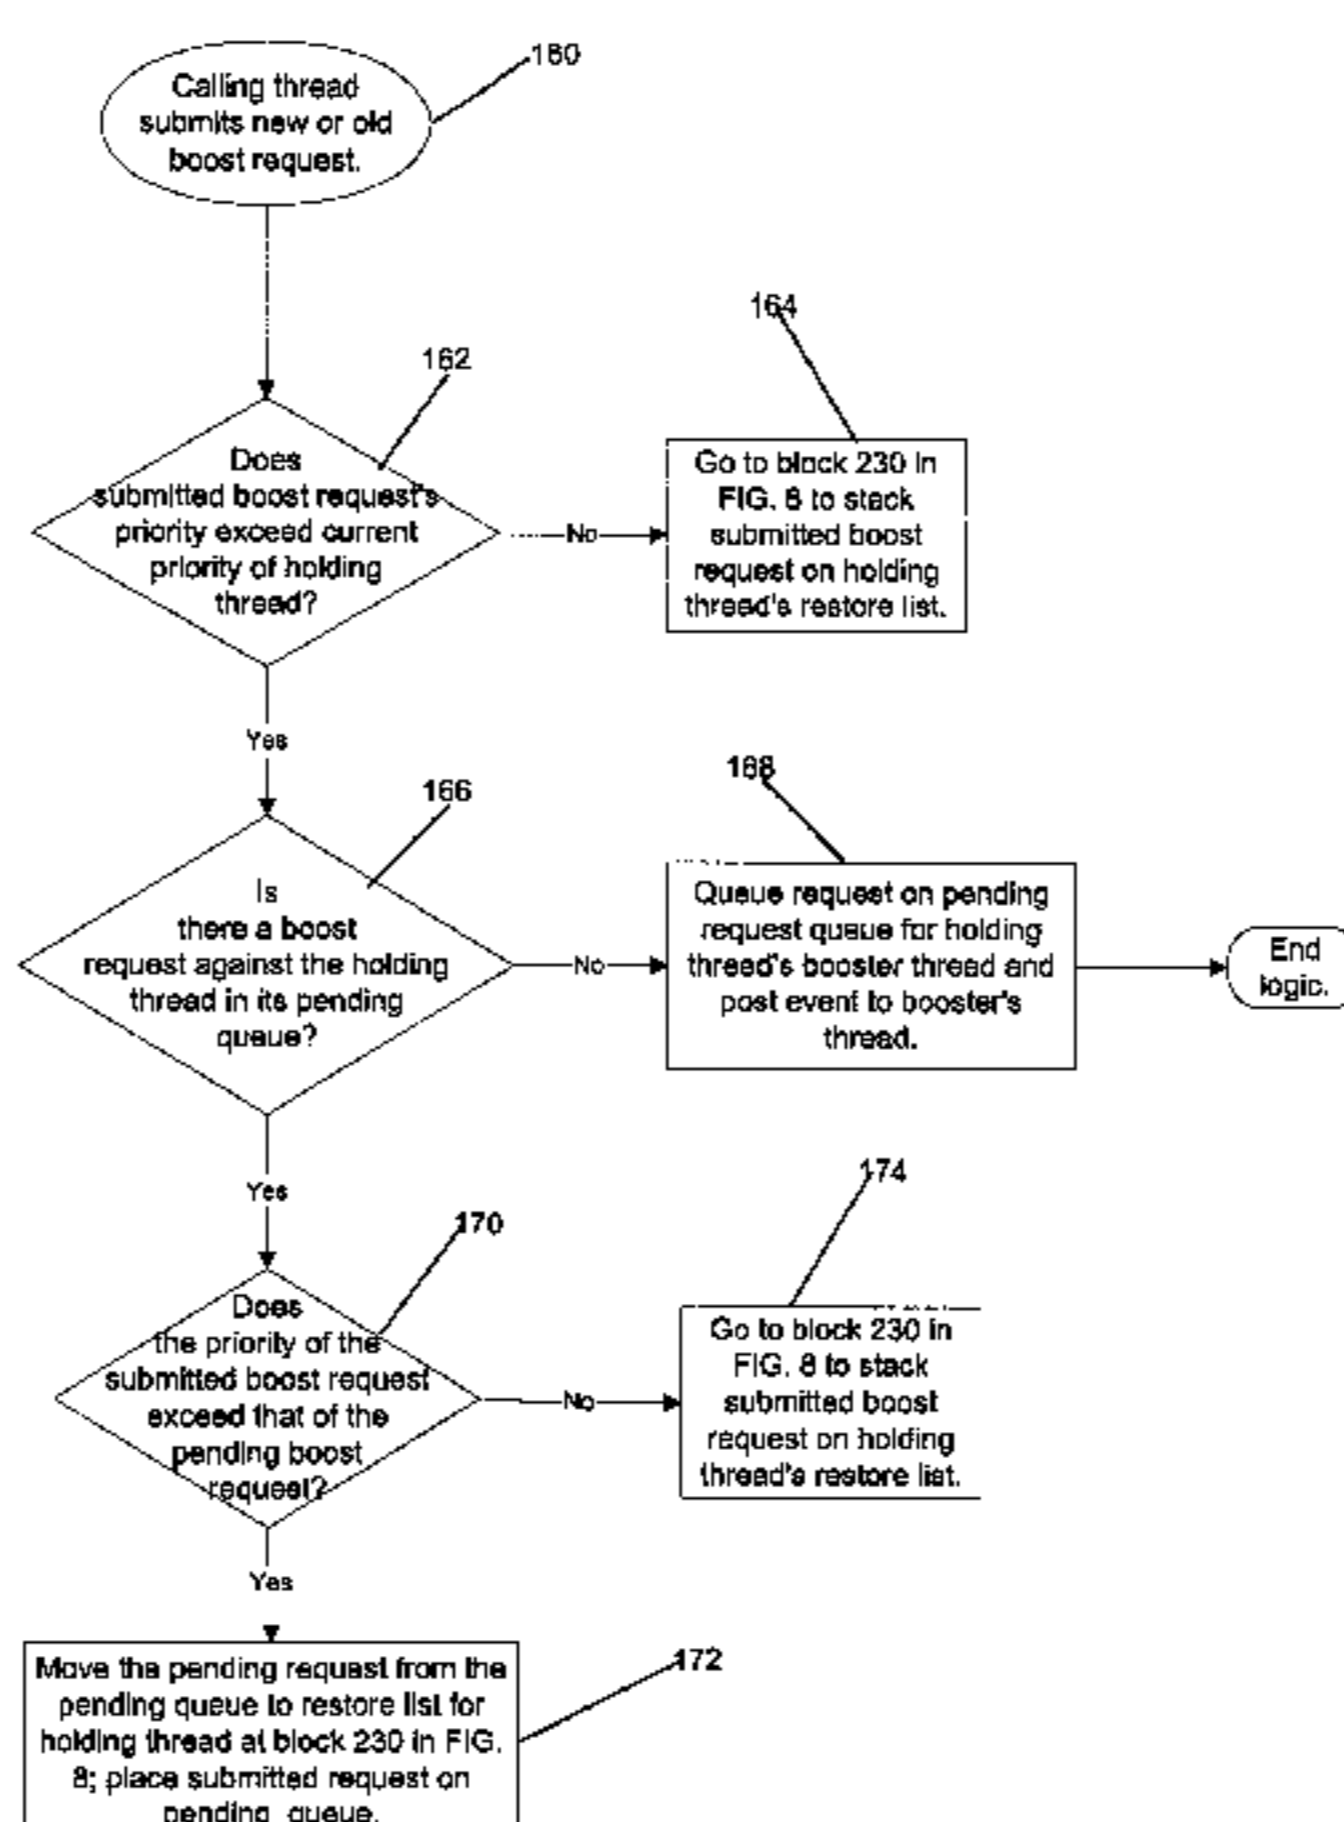 160
Calling thread
submits new or old
boost request.
162
Does
submitted boost request's
priority exceed current
priority of holding
thread?
No
164
Go to block 230 in
FIG. 8 to stack
submitted boost
request on holding
thread's restore list.
Yes
166
Is
there a boost
request against the holding
thread in its pending
queue?
No
168
Queue request on pending
request queue for holding
thread's booster thread and
post event to booster's
thread.
End
logic.
Yes
170
Does
the priority of the
submitted boost request
exceed that of the
pending boost
request?
No
174
Go to block 230 in
FIG. 8 to stack
submitted boost
request on holding
thread's restore list.
Yes
172
Move the pending request from the
pending queue to restore list for
holding thread at block 230 in FIG.
8; place submitted request on
pending queue.